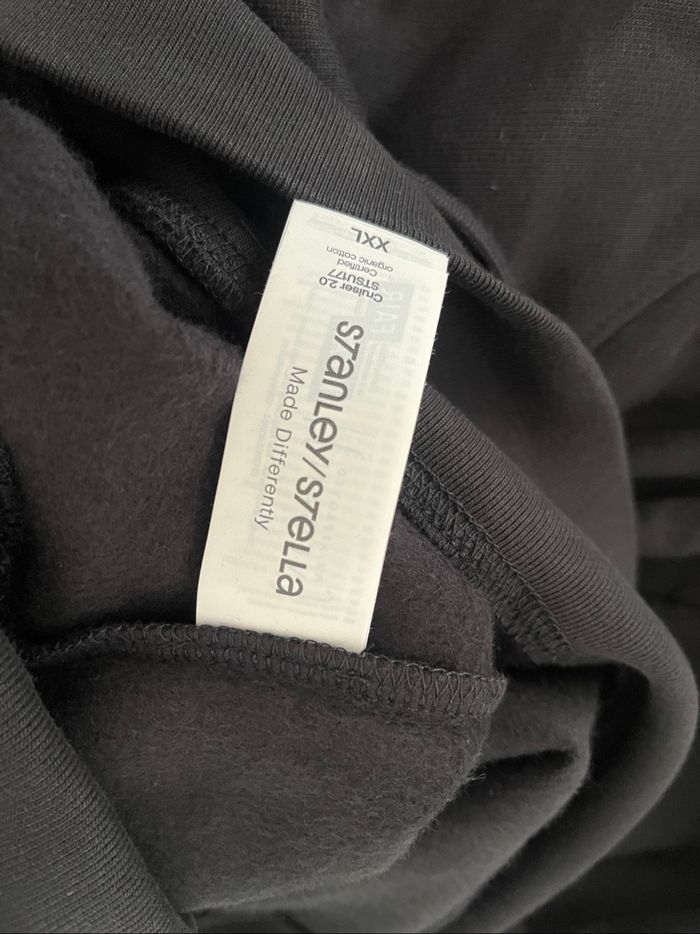 STANLEY/STELLA
Made Differently
Cruiser 2.0
STSU177
Certified
organic cotton
XXL